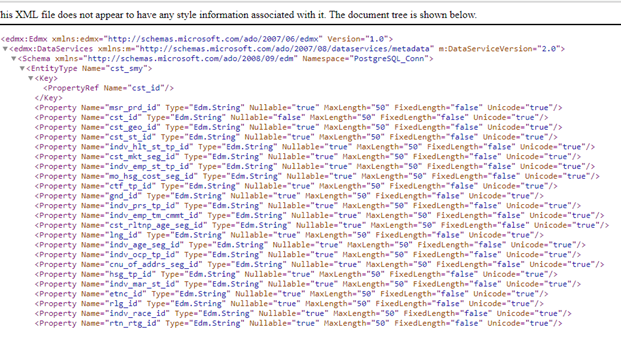 his XML file does not appear to have any style information associated with it. The document tree is shown below.
<edmx:Edmx xmlns:edmx="http://schemas.microsoft.com/ado/2007/06/edmx" Version="1.0">
▼<edmx:DataServices xmlns:m="http://schemas.microsoft.com/ado/2007/08/dataservices/metadata" m:DataServiceVersion="2.0">
▼<Schema xmlns="http://schemas.microsoft.com/ado/2008/09/edm" Namespace="PostgreSQL_Conn">
▼<EntityType Name="cst_smy">
▼<Key>
<PropertyRef Name="cst_id"/>
</Key>
<Property Name="msr_prd_id" Type="Edm.String" Nullable="true" MaxLength="50" FixedLength="false" Unicode="true"/>
<Property Name="cst_id" Type="Edm.String" Nullable="false" MaxLength="50" FixedLength="false" Unicode="true"/>
<Property Name="cst_geo_id" Type="Edm.String" Nullable="true" MaxLength="50" FixedLength="false" Unicode="true"/>
<Property Name="cst_st_id" Type="Edm.String" Nullable="true" MaxLength="50" FixedLength="false" Unicode="true"/>
<Property Name="indv_hlt_st_tp_id" Type="Edm.String" Nullable="true" MaxLength="50" FixedLength="false" Unicode="true"/>
<Property Name="cst_mkt_seg_id" Type="Edm.String" Nullable="true" MaxLength="50" FixedLength="false" Unicode="true"/>
<Property Name="indv_emp_st_tp_id" Type="Edm.String" Nullable="true" MaxLength="50" FixedLength="false" Unicode="true"/>
<Property Name="mo_hsg_cost_seg_id" Type="Edm.String" Nullable="true" MaxLength="50" FixedLength="false" Unicode="true"/>
<Property Name="ctf_tp_id" Type="Edm.String" Nullable="true" MaxLength="50" FixedLength="false" Unicode="true"/>
<Property Name="gnd_id" Type="Edm.String" Nullable="true" MaxLength="50" FixedLength="false" Unicode="true"/>
<Property Name="indv_prs_tp_id" Type="Edm.String" Nullable="true" MaxLength="50" FixedLength="false" Unicode="true"/>
<Property Name="indv_emp_tm_cmmt_id" Type="Edm.String" Nullable="true" MaxLength="50" FixedLength="false" Unicode="true"/>
<Property Name="cst_rltnp_age_seg_id" Type="Edm.String" Nullable="true" MaxLength="50" FixedLength="false" Unicode="true"/>
<Property Name="lng_id" Type="Edm.String" Nullable="true" MaxLength="50" FixedLength="false" Unicode="true"/>
<Property Name="indv_age_seg_id" Type="Edm.String" Nullable="true" MaxLength="50" FixedLength="false" Unicode="true"/>
<Property Name="indv_ocp_tp_id" Type="Edm.String" Nullable="true" MaxLength="50" FixedLength="false" Unicode="true"/>
<Property Name="cnu_of_addrs_seg_id" Type="Edm.String" Nullable="true" MaxLength="50" FixedLength="false" Unicode="true"/>
<Property Name="hsg_tp_id" Type="Edm.String" Nullable="true" MaxLength="50" FixedLength="false" Unicode="true"/>
<Property Name="indv_mar_st_id" Type="Edm.String" Nullable="true" MaxLength="50" FixedLength="false" Unicode="true"/>
<Property Name="etnc_id" Type="Edm.String" Nullable="true" MaxLength="50" FixedLength="false" Unicode="true"/>
<Property Name="rlg_id" Type="Edm.String" Nullable="true" MaxLength="50" FixedLength="false" Unicode="true"/>
<Property Name="indv_race_id" Type="Edm.String" Nullable="true" MaxLength="50" FixedLength="false" Unicode="true"/>
<Property Name="rtn_rtg_id" Type="Edm.String" Nullable="true" MaxLength="50" FixedLength="false" Unicode="true"/>